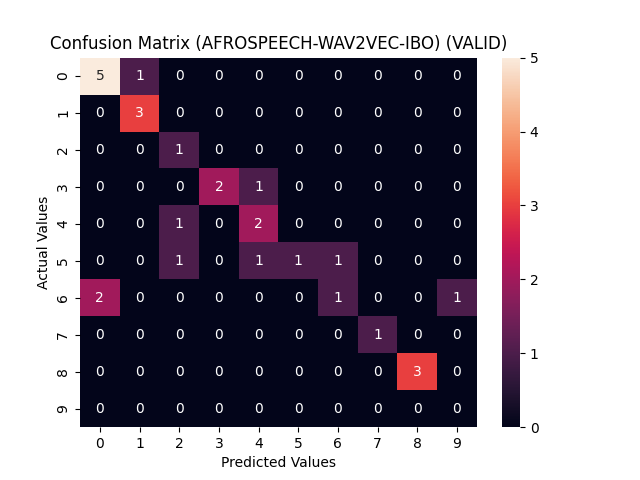 Confusion Matrix (AFROSPEECH-WAV2VEC-IBO) (VALID)
0 5 1 0 0 0 0 0 0 0 0
1 0 3 0 0 0 0 0 0 0 0
2 0 0 1 0 0 0 0 0 0 0
3 0 0 0 2 1 0 0 0 0 0
4 0 0 1 0 2 0 0 0 0 0
5 0 0 1 0 1 1 1 0 0 0
6 2 0 0 0 0 0 1 0 0 1
7 0 0 0 0 0 0 0 1 0 0
8 0 0 0 0 0 0 0 0 3 0
9 0 0 0 0 0 0 0 0 0 0
0 1 2 3 4 5 6 7 8 9
Predicted Values
Actual Values
5
4
3
2
1
0